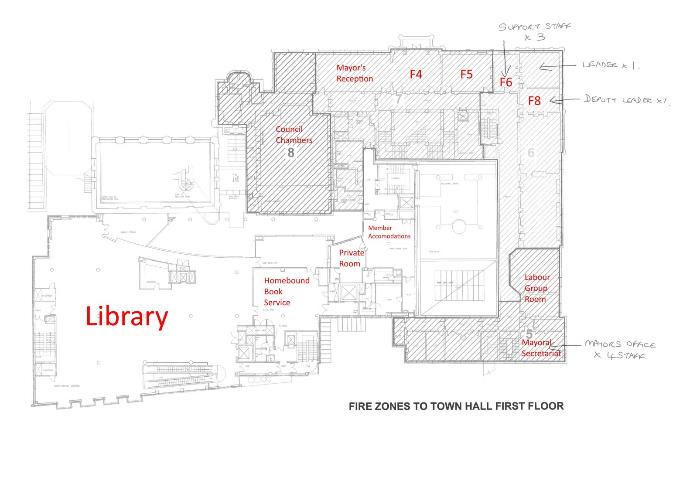 SUPPORT STAFF
x 3
LEADER x 1.
Mayor's
Reception
F4
F5
F6
F8
DEPUTY LEADER x 1.
Council
Chambers
8
6
Member
Accomodations
Private
Room
Homebound
Book
Service
Labour
Group
Room
Library
5
Mayoral
Secretariat
MAYORS OFFICE
x 4 STAFF
FIRE ZONES TO TOWN HALL FIRST FLOOR